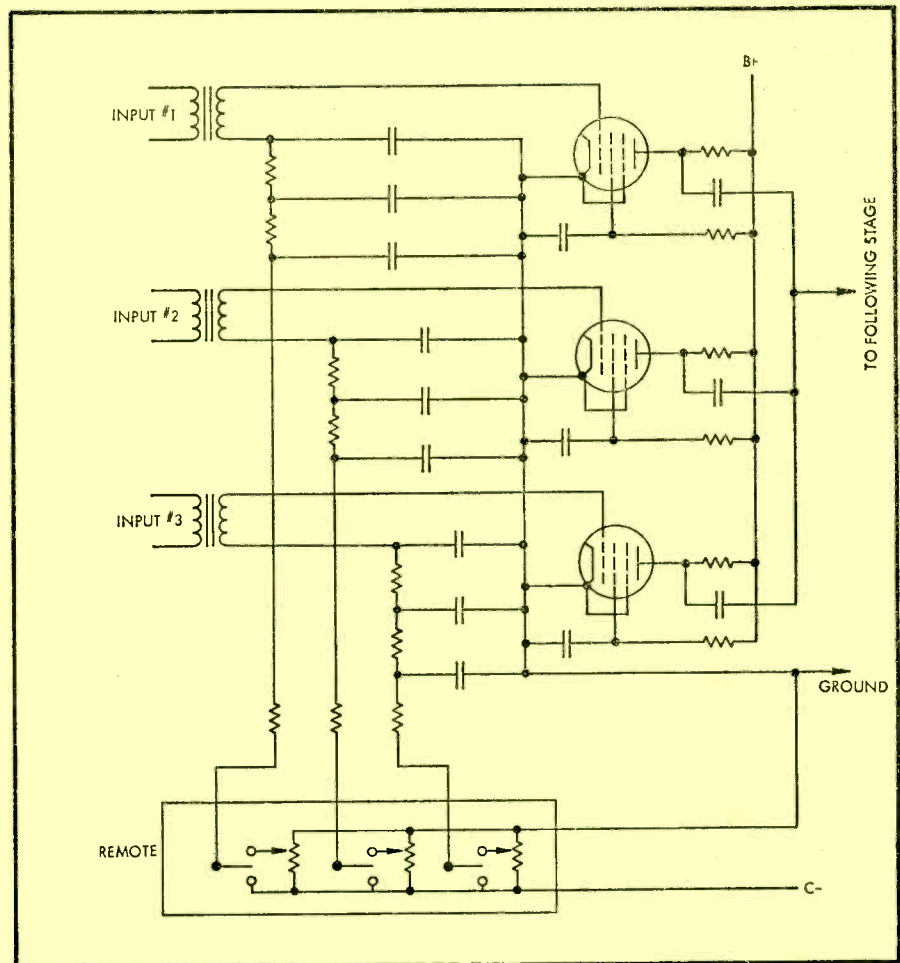 B+
INPUT #1
INPUT #2
INPUT #3
TO FOLLOWING STAGE
GROUND
REMOTE
C-